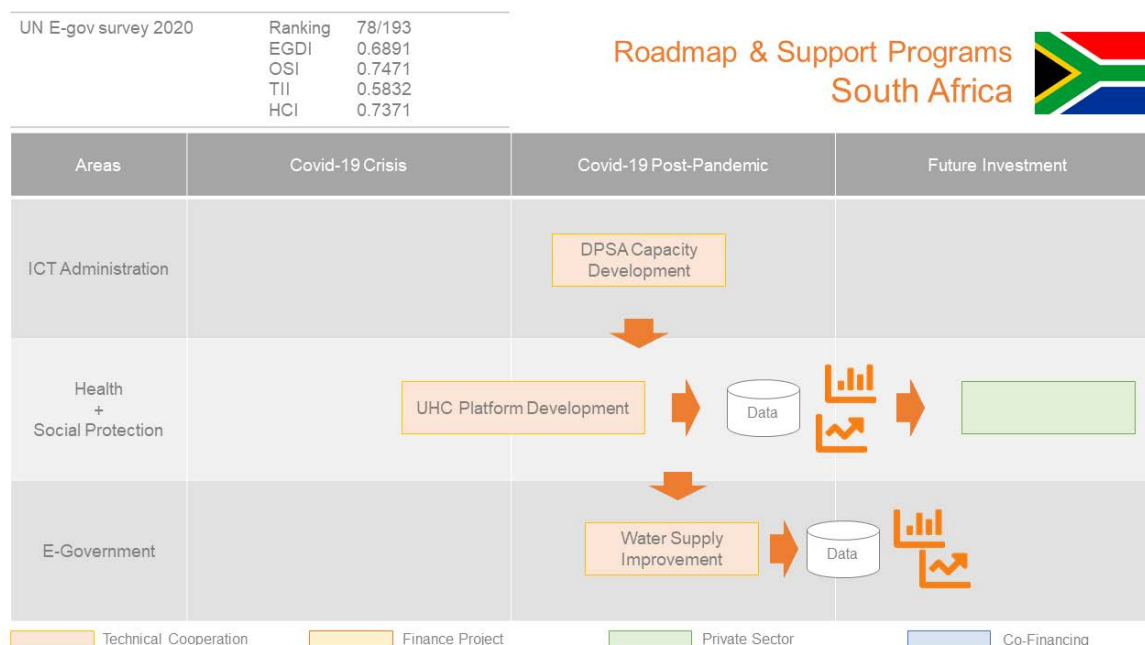 UN E-gov survey 2020
Ranking 78/193
EGDI 0.6891
OSI 0.7471
TII 0.5832
HCI 0.7371
Roadmap & Support Programs
South Africa
Areas
Covid-19 Crisis
Covid-19 Post-Pandemic
Future Investment
ICT Administration
DPSA Capacity
Development
Health
+
Social Protection
UHC Platform Development
Data
E-Government
Water Supply
Improvement
Data
Technical Cooperation
Finance Project
Private Sector
Co-Financing